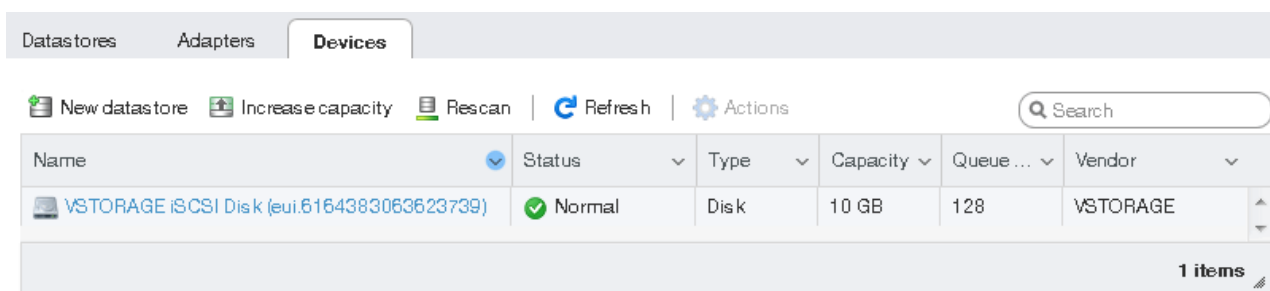 Datastores Adapters Devices
New datastore Increase capacity Rescan Refresh Actions Search
Name Status Type Capacity Queue ... Vendor
VSTORAGE iSCSI Disk (eui.6164383063623739) Normal Disk 10 GB 128 VSTORAGE
1 items